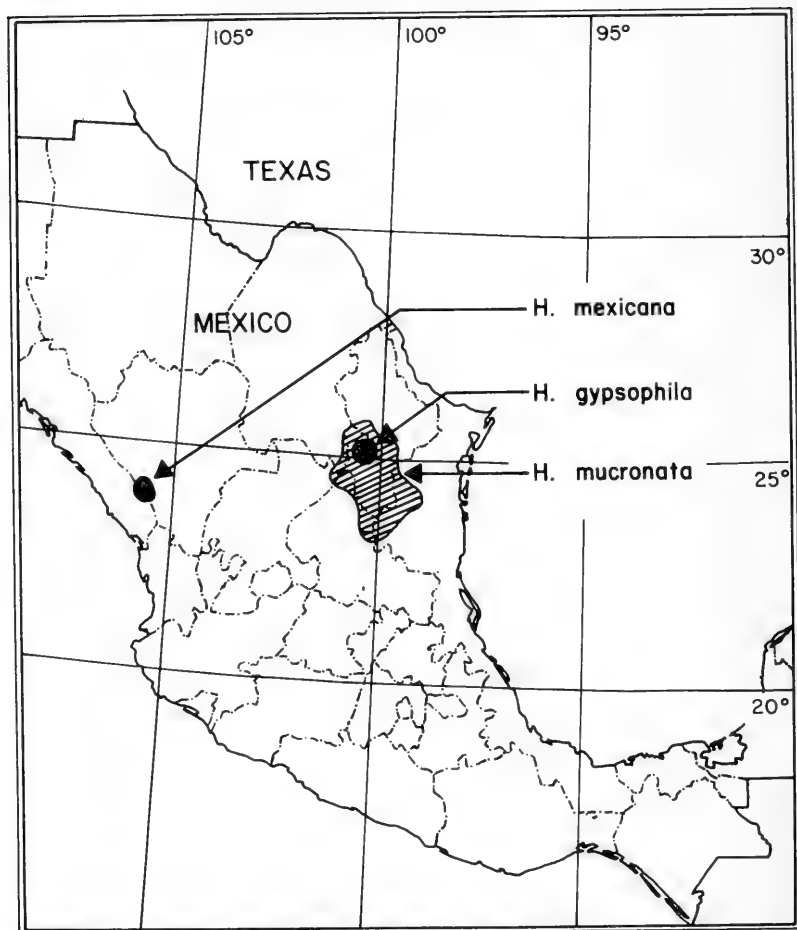 105°
100°
95°
TEXAS
30°
MEXICO
H. mexicana
H. gypsophila
H. mucronata
25°
20°